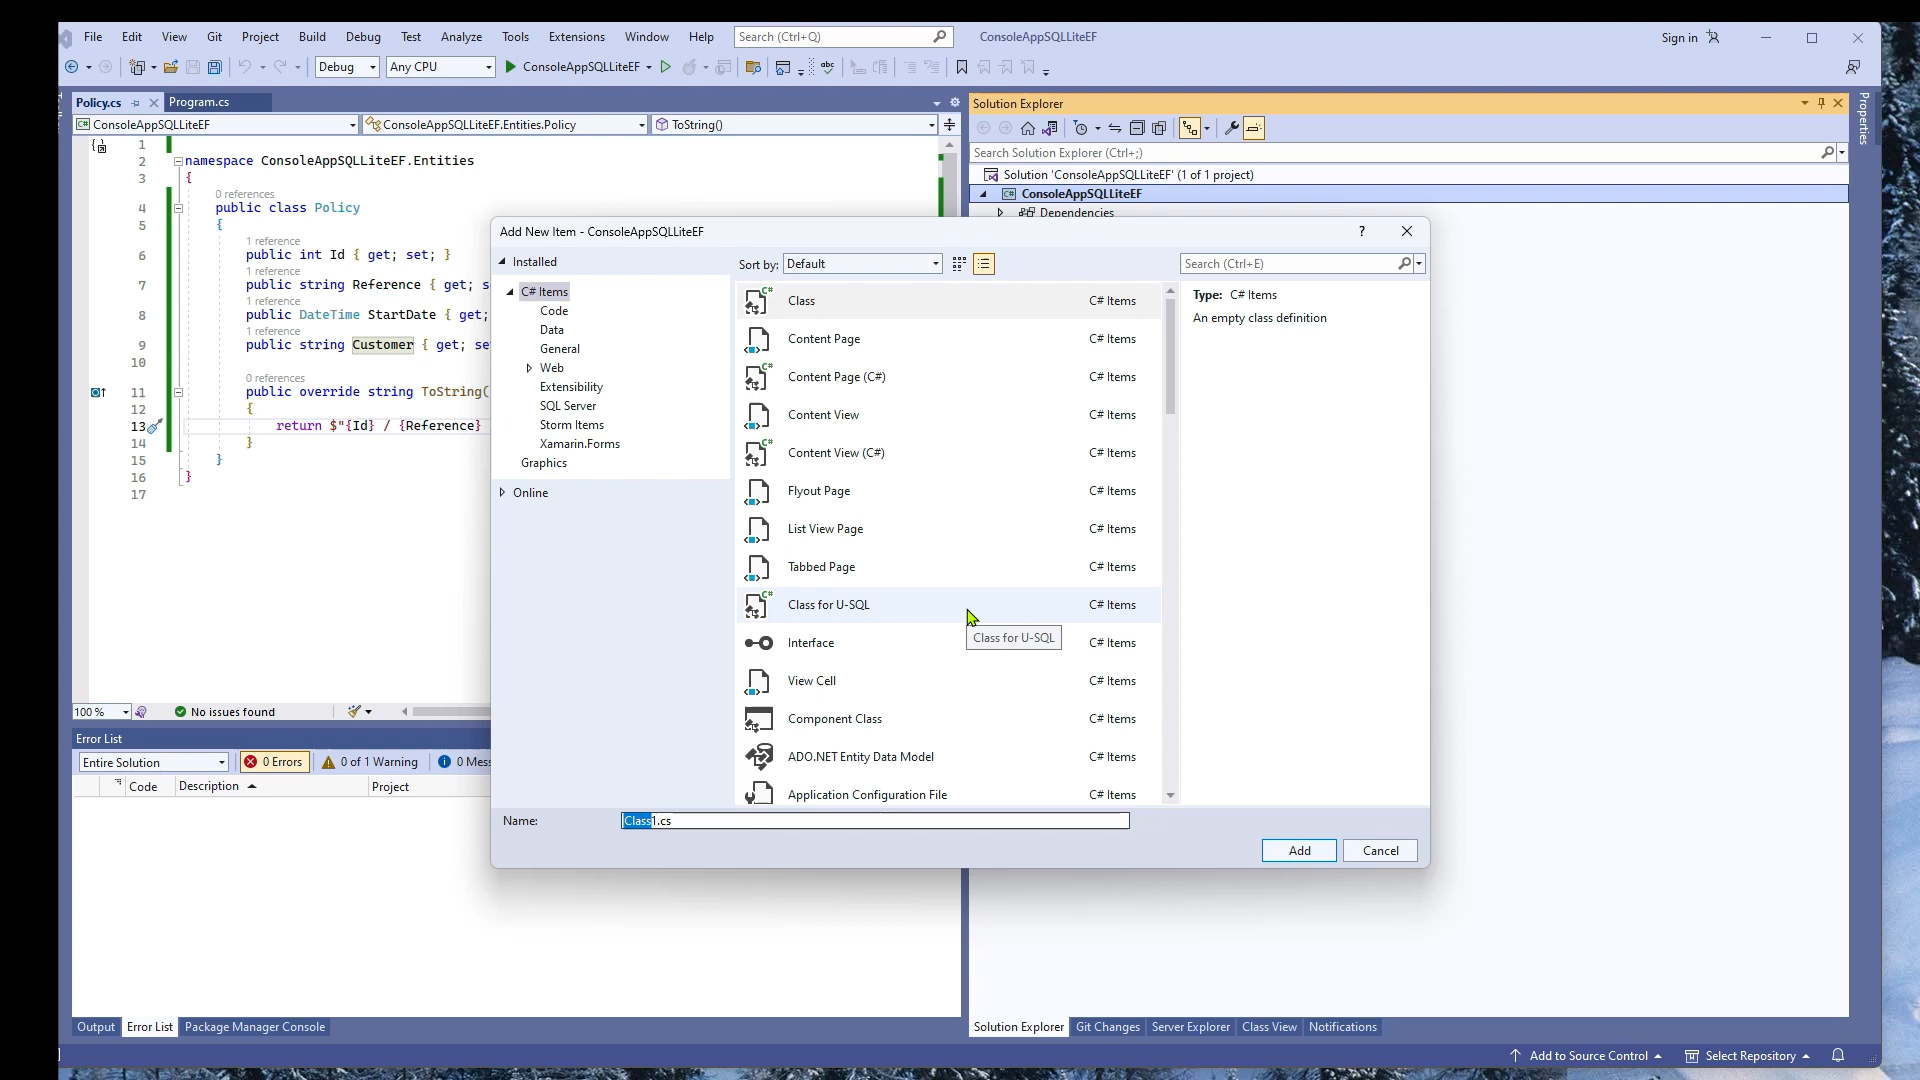 File Edit View Git Project Build Debug Test Analyze Tools Extensions Window Help Search (Ctrl+Q) ConsoleAppSQLLiteEF Sign in
Debug Any CPU ConsoleAppSQLLiteEF
Policy.cs Program.cs
ConsoleAppSQLLiteEF ConsoleAppSQLLiteEF.Entities.Policy ToString()
1
2 namespace ConsoleAppSQLLiteEF.Entities
3 {
0 references
4 public class Policy
5 {
1 reference
6 public int Id { get; set; }
1 reference
7 public string Reference { get; s
1 reference
8 public DateTime StartDate { get;
1 reference
9 public string Customer { get; se
10
0 references
11 public override string ToString(
12 {
13 return $"{Id} / {Reference}
14 }
15 }
16 }
17
100 % No issues found
Error List
Entire Solution 0 Errors 0 of 1 Warning 0 Mess
Code Description Project
Output Error List Package Manager Console
Solution Explorer
Search Solution Explorer (Ctrl+;)
Solution 'ConsoleAppSQLLiteEF' (1 of 1 project)
ConsoleAppSQLLiteEF
Dependencies
Properties
Add New Item - ConsoleAppSQLLiteEF ?
Installed
C# Items
Code
Data
General
Web
Extensibility
SQL Server
Storm Items
Xamarin.Forms
Graphics
Online
Sort by: Default
Search (Ctrl+E)
Class C# Items
Content Page C# Items
Content Page (C#) C# Items
Content View C# Items
Content View (C#) C# Items
Flyout Page C# Items
List View Page C# Items
Tabbed Page C# Items
Class for U-SQL C# Items
Class for U-SQL
Interface C# Items
View Cell C# Items
Component Class C# Items
ADO.NET Entity Data Model C# Items
Application Configuration File C# Items
Type: C# Items
An empty class definition
Name: Class1.cs
Add Cancel
Solution Explorer Git Changes Server Explorer Class View Notifications
Add to Source Control Select Repository